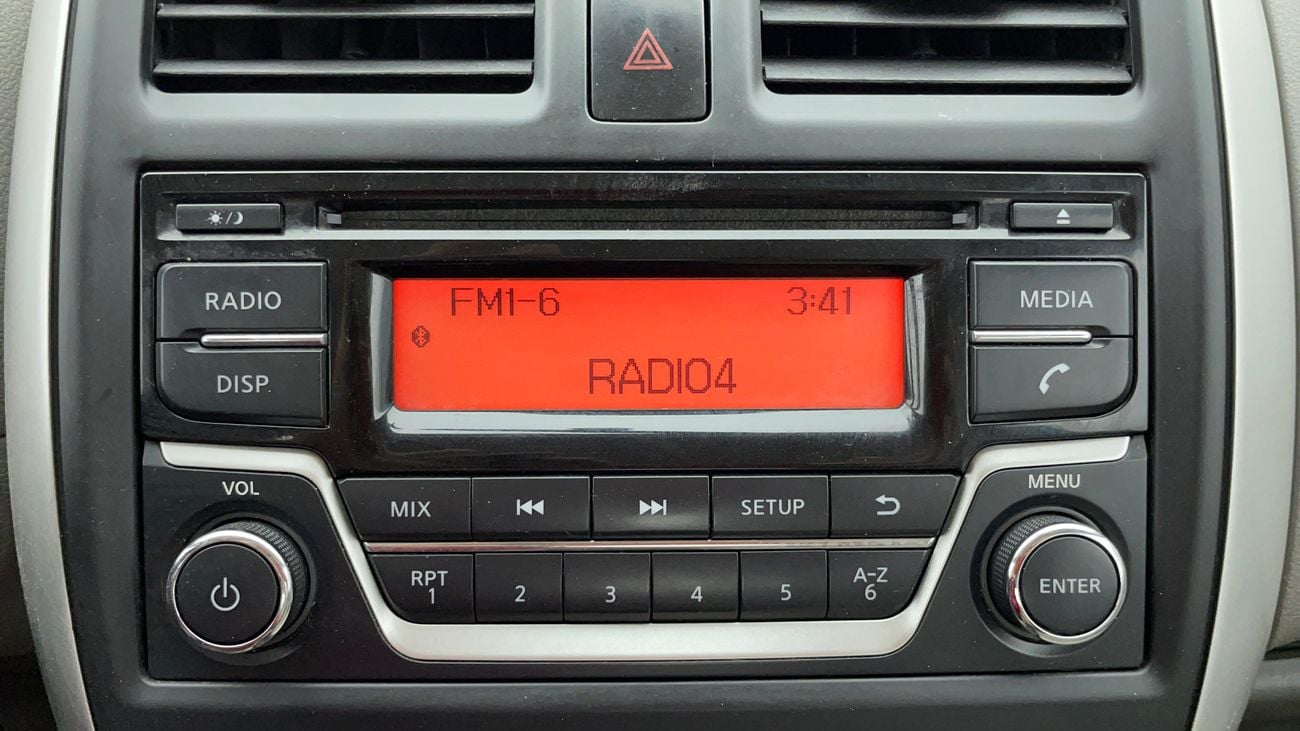 RADIO
DISP
FM1-6 3:41
RADIO4
MEDIA
VOL
MIX
SETUP
MENU
RPT
1
2
3
4
5
A-Z
6
ENTER